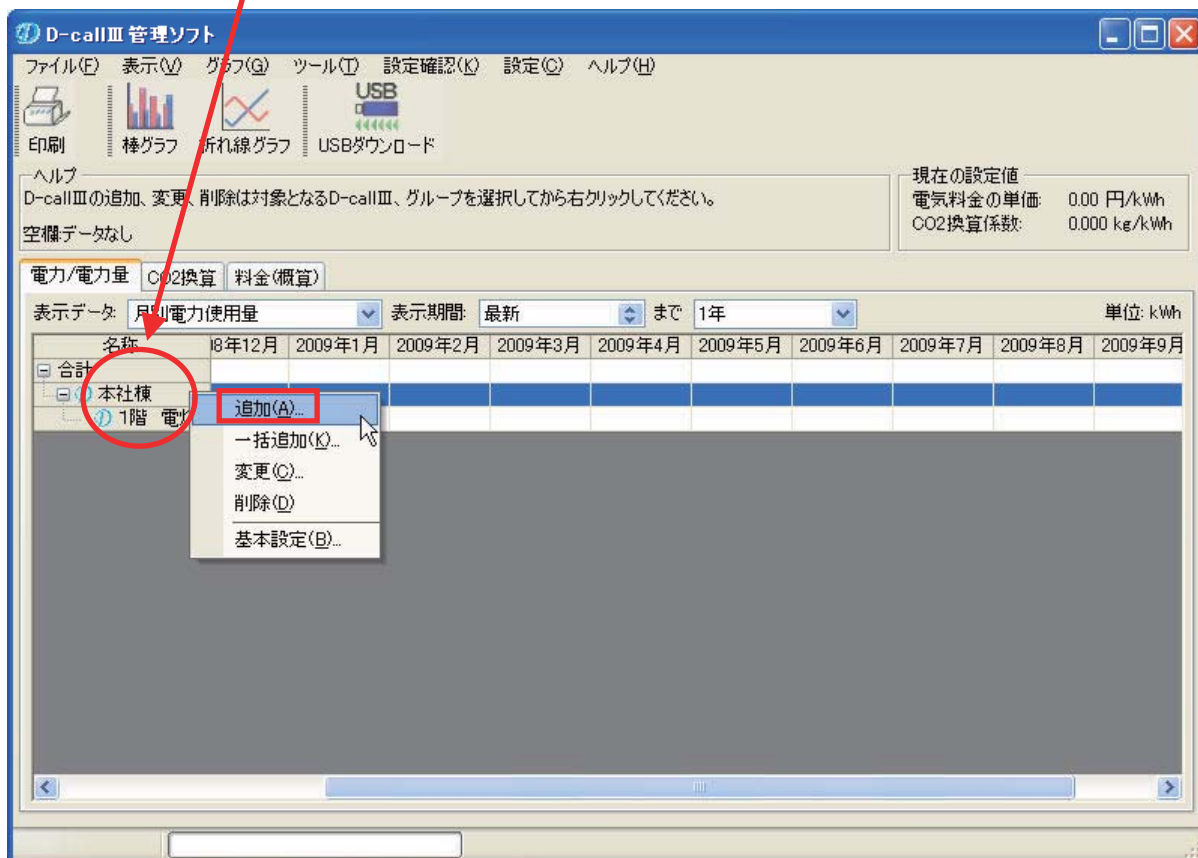 D-callⅢ 管理ソフト
ファイル(F) 表示(V) グラフ(G) ツール(T) 設定確認(K) 設定(C) ヘルプ(H)
USB
印刷 棒グラフ 折れ線グラフ USBダウンロード
ヘルプ
D-callⅢの追加、変更、削除は対象となるD-callⅢ、グループを選択してから右クリックしてください。
空欄:データなし
現在の設定値
電気料金の単価: 0.00 円/kWh
CO2換算係数: 0.000 kg/kWh
電力/電力量 CO2換算 料金(概算)
表示データ: 月別電力使用量 表示期間: 最新 まで 1年 単位: kWh
名称 8年12月 2009年1月 2009年2月 2009年3月 2009年4月 2009年5月 2009年6月 2009年7月 2009年8月 2009年9月
合計
本社棟
1階 電
追加(A)...
一括追加(K)...
変更(C)...
削除(D)
基本設定(B)...